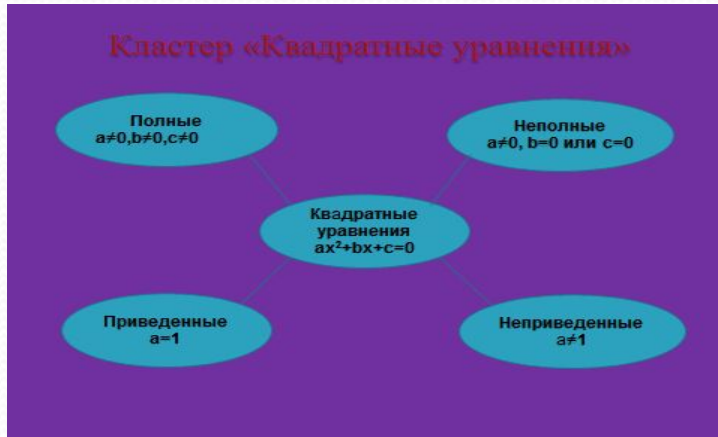 Кластер «Квадратные уравнения»
Полные
a≠0,b≠0,c≠0
Неполные
a≠0, b=0 или c=0
Квадратные
уравнения
ax²+bx+c=0
Приведенные
a=1
Неприведенные
a≠1